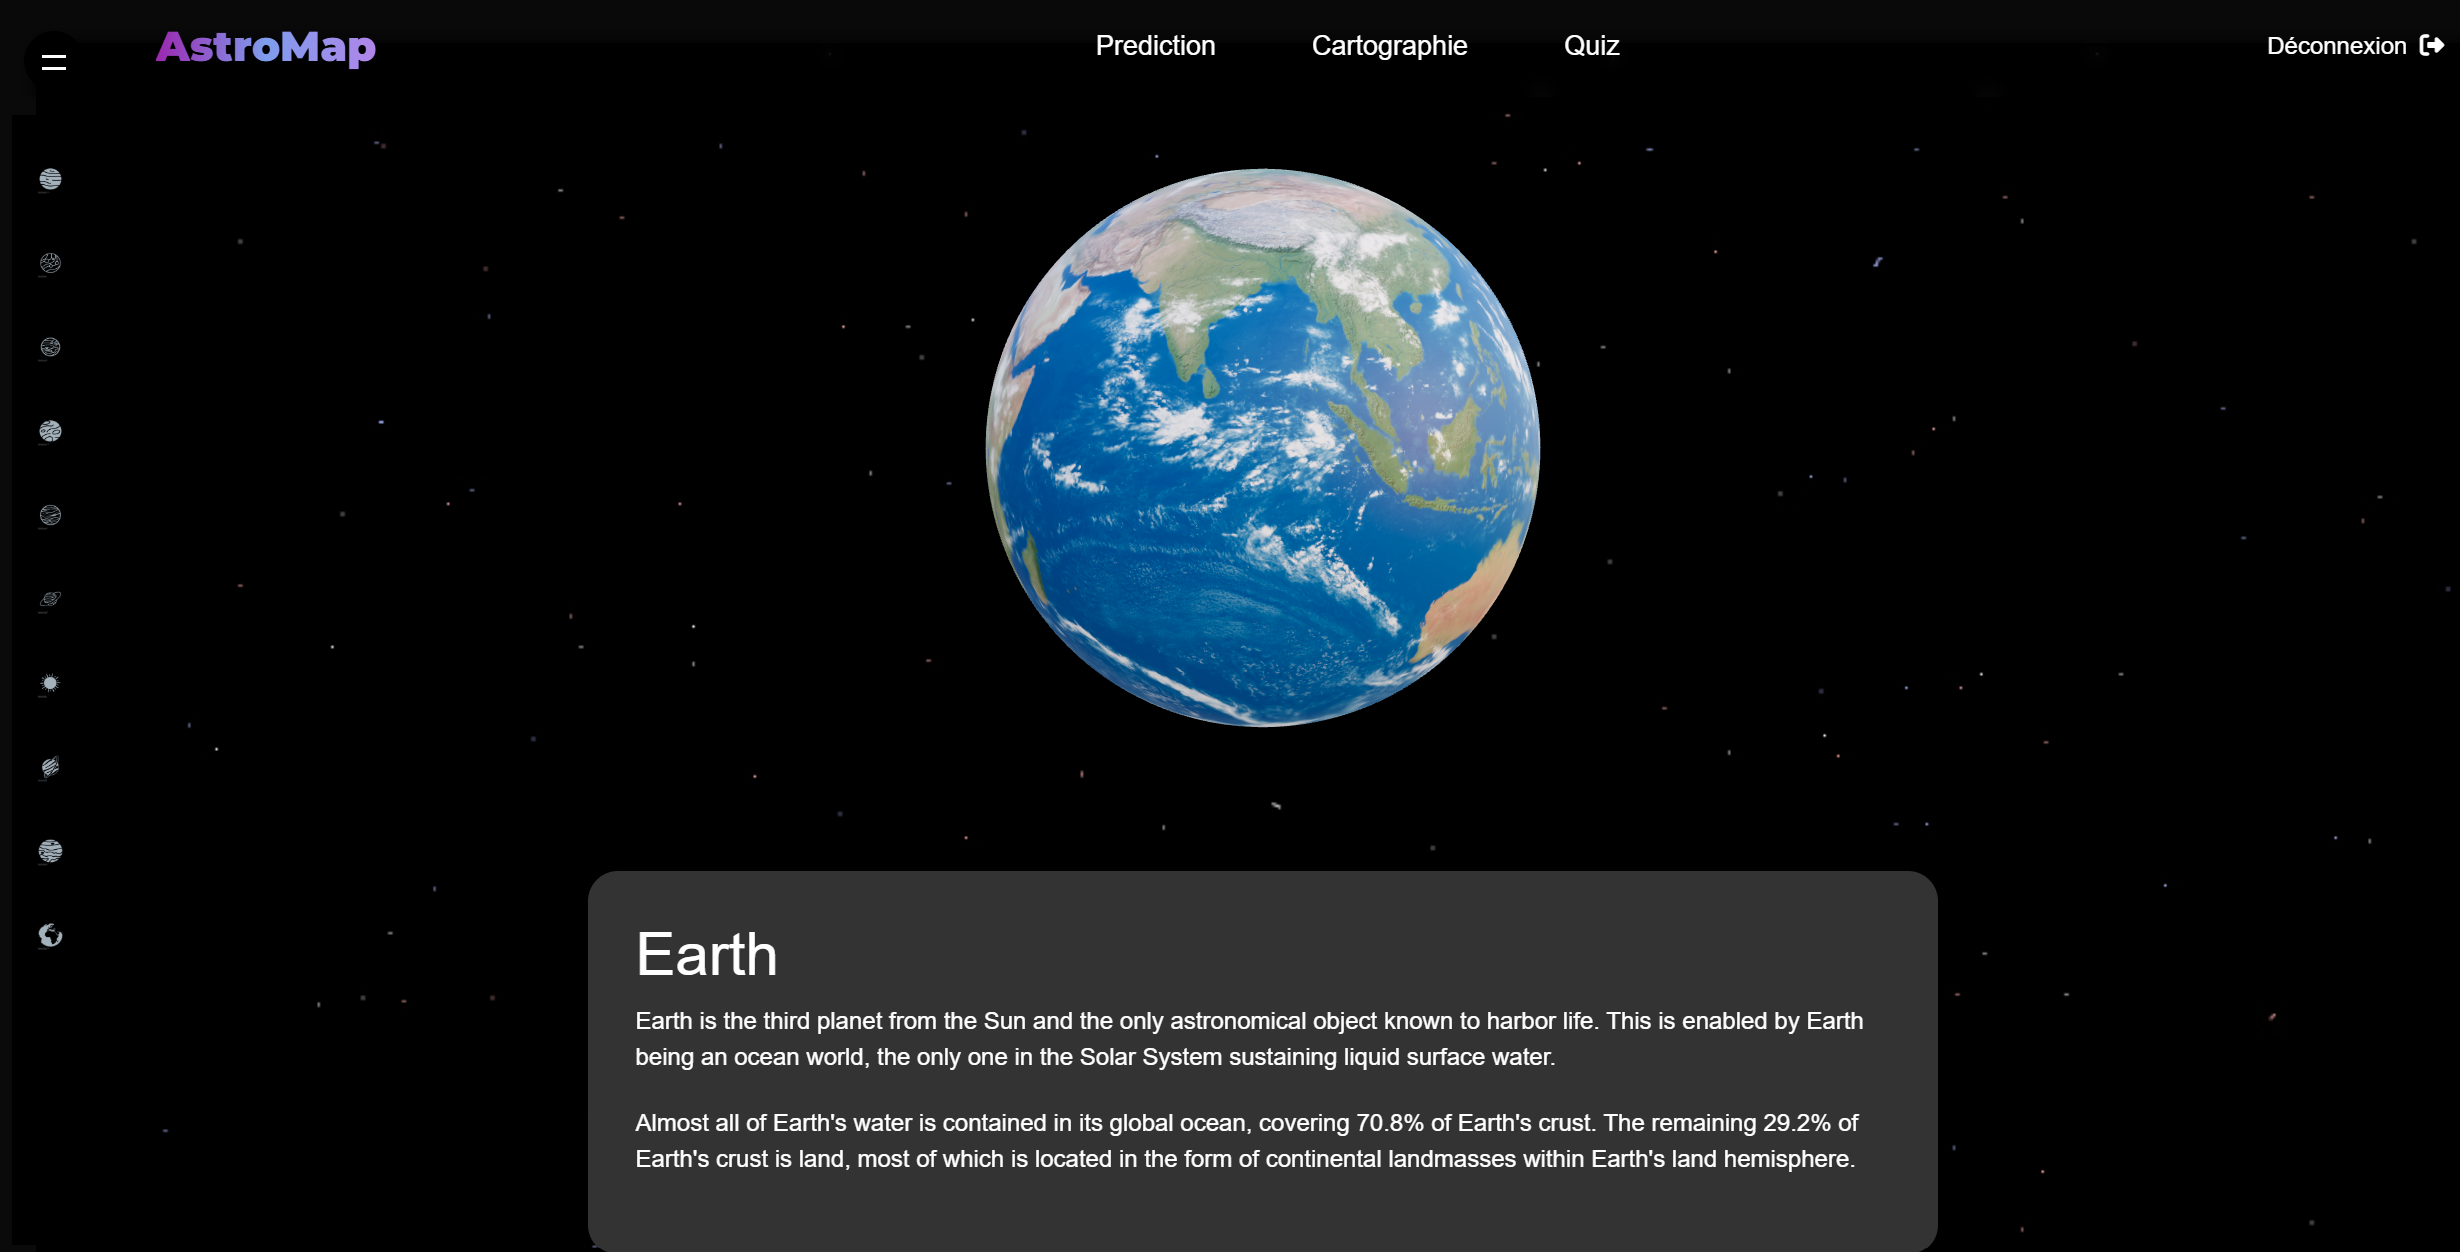 AstroMap
Prediction
Cartographie
Quiz
Déconnexion
Earth
Earth is the third planet from the Sun and the only astronomical object known to harbor life. This is enabled by Earth
being an ocean world, the only one in the Solar System sustaining liquid surface water.
Almost all of Earth's water is contained in its global ocean, covering 70.8% of Earth's crust. The remaining 29.2% of
Earth's crust is land, most of which is located in the form of continental landmasses within Earth's land hemisphere.